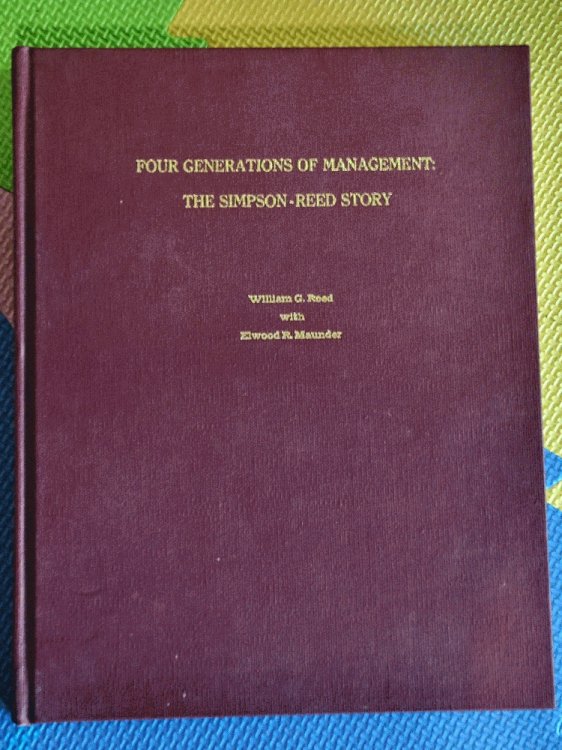 FOUR GENERATIONS OF MANAGEMENT:
THE SIMPSON-REED STORY
William G. Reed
with
Elwood R. Maunder